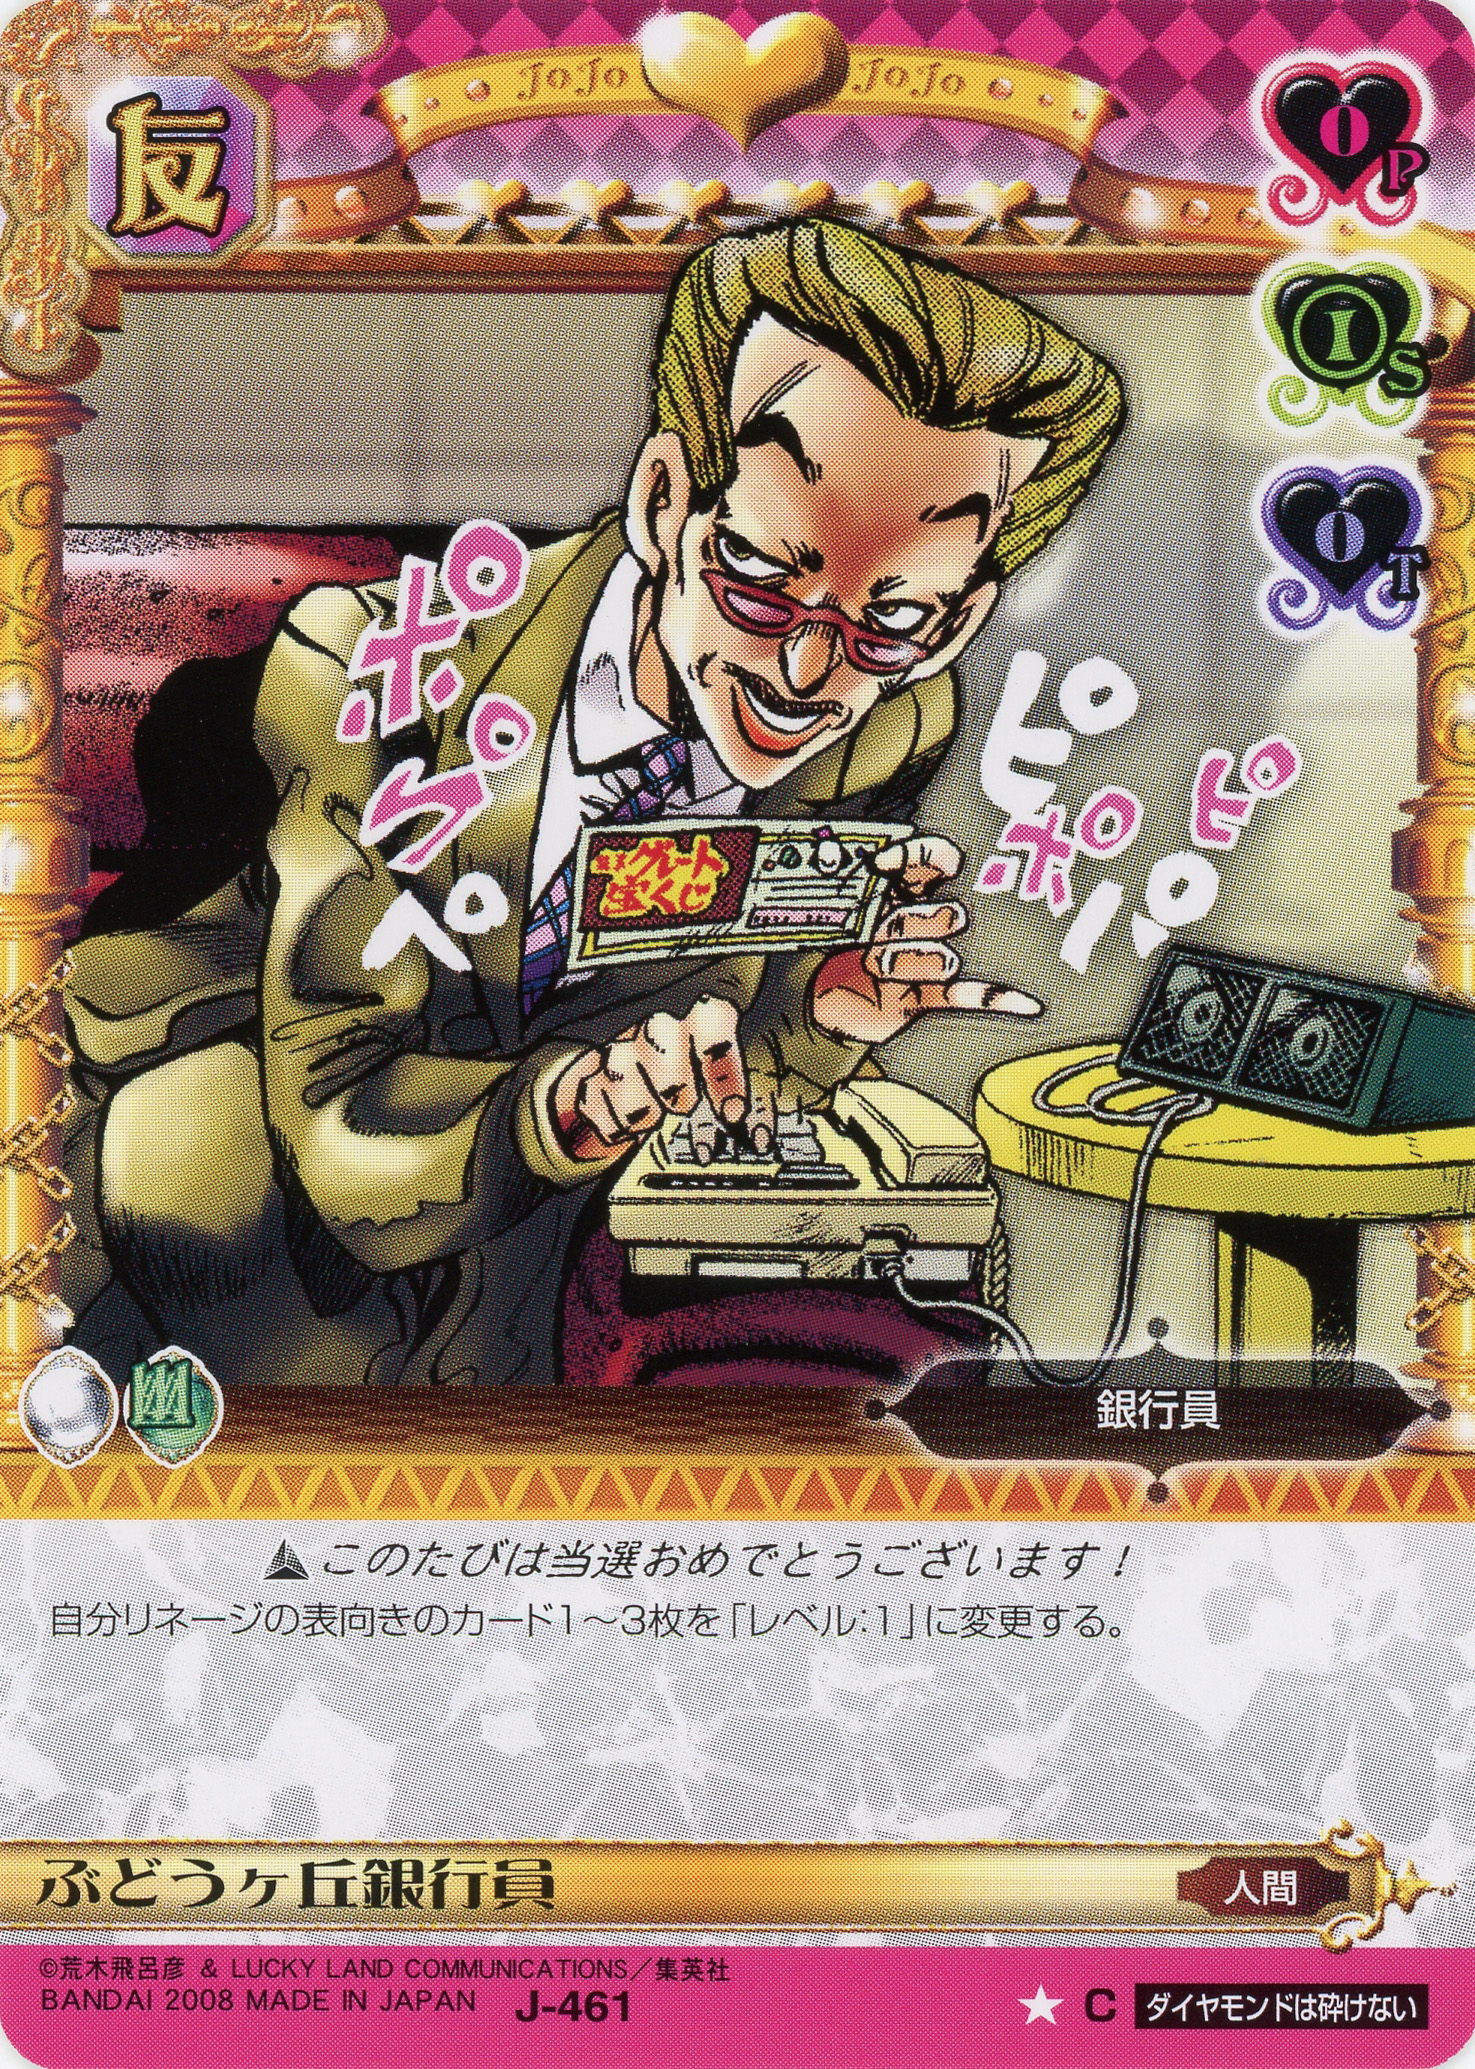 JoJo JoJo
友
0 P
1 S
0 T
ポポ
ペ
ピ
ピ
ポパ
グレート
宝くじ
銀行員
▲このたびは当選おめでとうございます！
自分リネージの表向きのカード1〜3枚を「レベル:1」に変更する。
ぶどうヶ丘銀行員
人間
©荒木飛呂彦 & LUCKY LAND COMMUNICATIONS／集英社
BANDAI 2008 MADE IN JAPAN J-461
★ C ダイヤモンドは砕けない